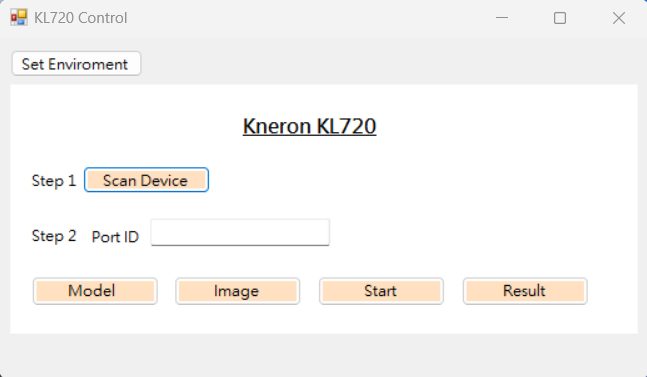 KL720 Control
Set Enviroment
Kneron KL720
Step 1 Scan Device
Step 2 Port ID
Model Image Start Result